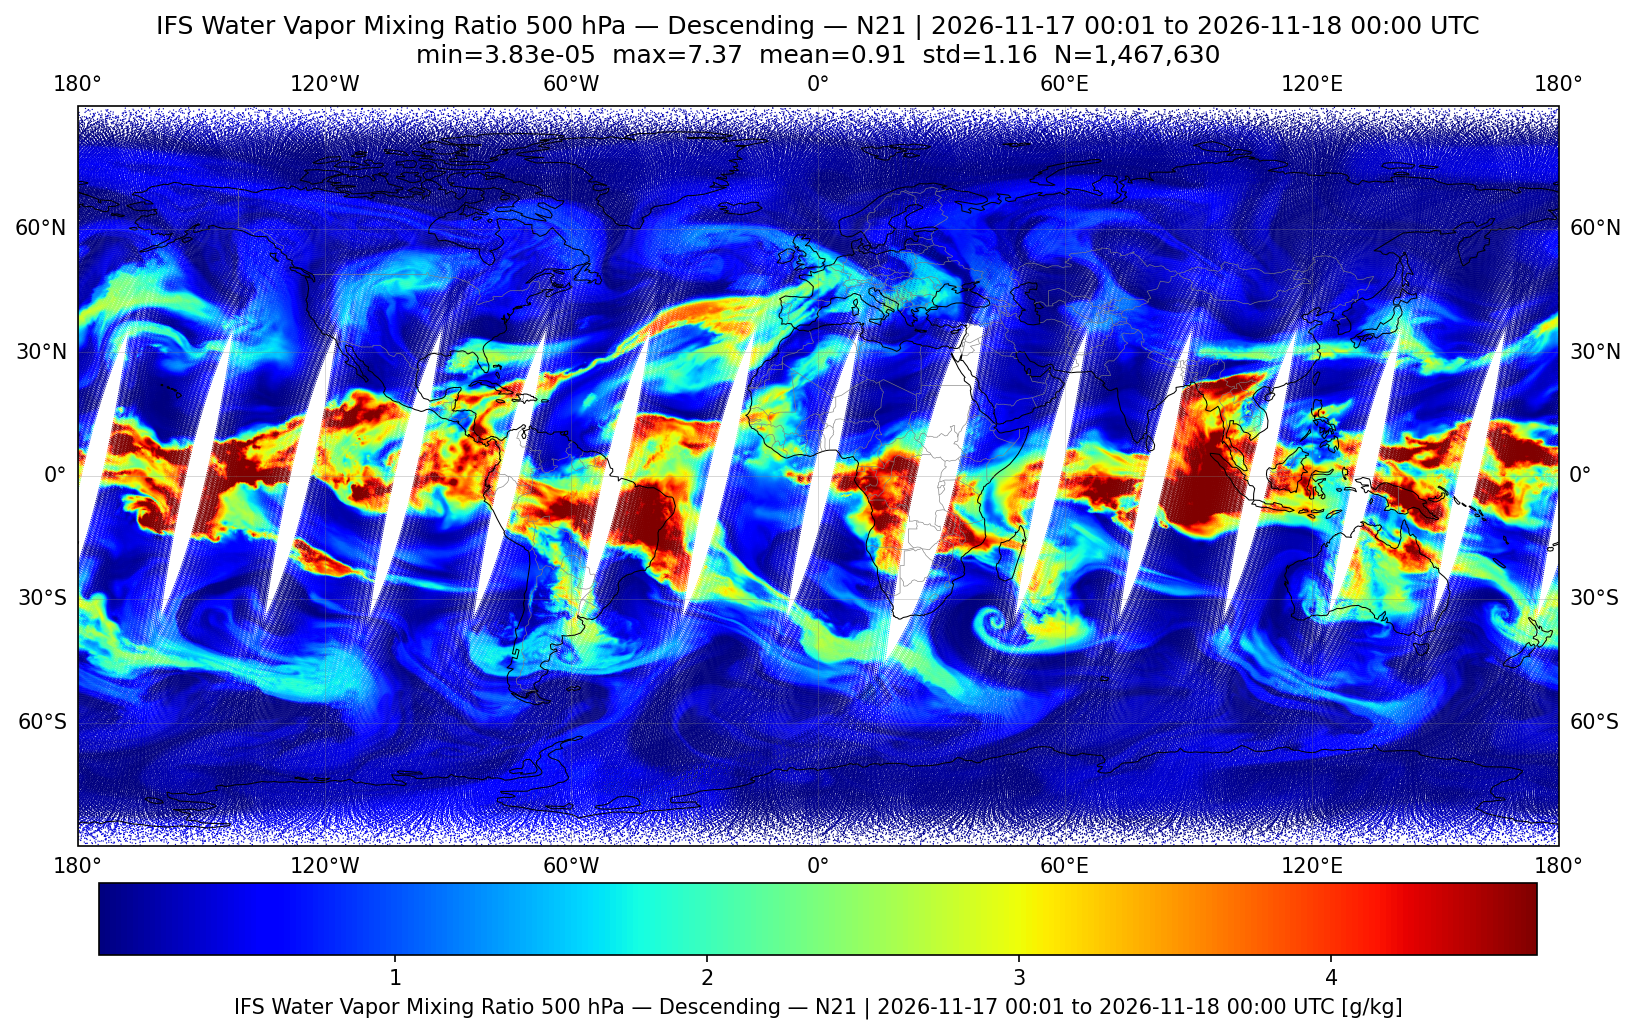 IFS Water Vapor Mixing Ratio 500 hPa — Descending — N21 | 2026-11-17 00:01 to 2026-11-18 00:00 UTC
min=3.83e-05  max=7.37  mean=0.91  std=1.16  N=1,467,630
180° 120°W 60°W 0° 60°E 120°E 180°
60°N 60°N
30°N 30°N
0° 0°
30°S 30°S
60°S 60°S
180° 120°W 60°W 0° 60°E 120°E 180°
1 2 3 4
IFS Water Vapor Mixing Ratio 500 hPa — Descending — N21 | 2026-11-17 00:01 to 2026-11-18 00:00 UTC [g/kg]